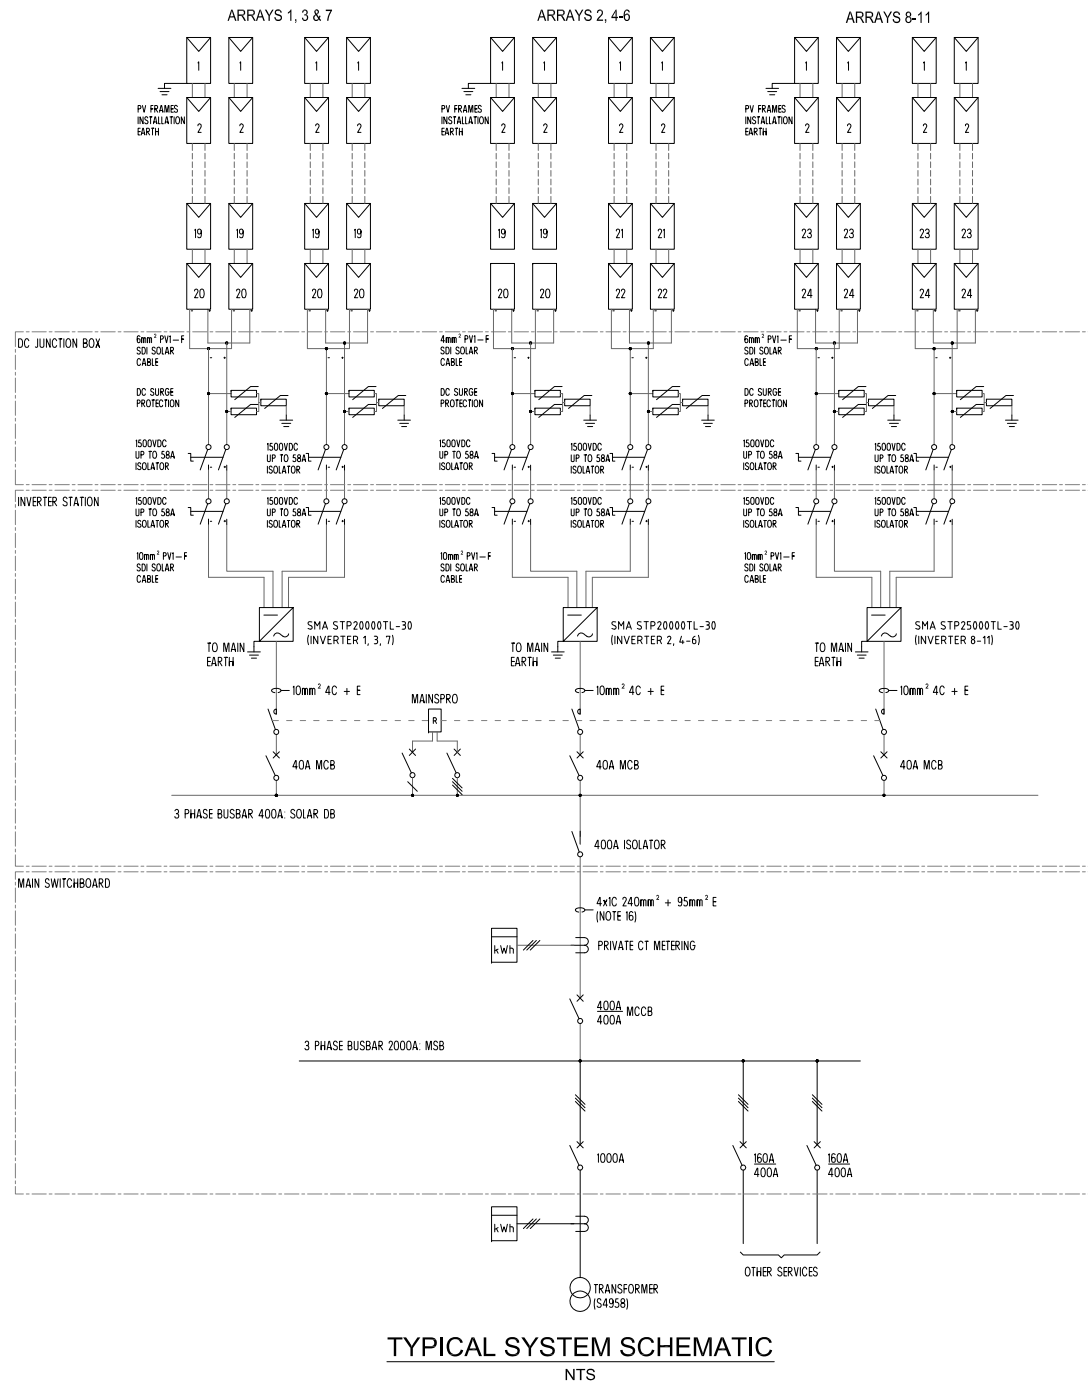 ARRAYS 1, 3 & 7
ARRAYS 2, 4-6
ARRAYS 8-11
1 1 1 1
1 1 1 1
1 1 1 1
PV FRAMES
INSTALLATION
EARTH
2 2 2 2
PV FRAMES
INSTALLATION
EARTH
2 2 2 2
PV FRAMES
INSTALLATION
EARTH
2 2 2 2
19 19 19 19
19 19 21 21
23 23 23 23
20 20 20 20
20 20 22 22
24 24 24 24
DC JUNCTION BOX
6mm² PV1-F
SDI SOLAR
CABLE
4mm² PV1-F
SDI SOLAR
CABLE
6mm² PV1-F
SDI SOLAR
CABLE
DC SURGE
PROTECTION
DC SURGE
PROTECTION
DC SURGE
PROTECTION
1500VDC
UP TO 58A
ISOLATOR
1500VDC
UP TO 58A
ISOLATOR
1500VDC
UP TO 58A
ISOLATOR
1500VDC
UP TO 58A
ISOLATOR
1500VDC
UP TO 58A
ISOLATOR
1500VDC
UP TO 58A
ISOLATOR
INVERTER STATION
1500VDC
UP TO 58A
ISOLATOR
1500VDC
UP TO 58A
ISOLATOR
1500VDC
UP TO 58A
ISOLATOR
1500VDC
UP TO 58A
ISOLATOR
1500VDC
UP TO 58A
ISOLATOR
1500VDC
UP TO 58A
ISOLATOR
10mm² PV1-F
SDI SOLAR
CABLE
10mm² PV1-F
SDI SOLAR
CABLE
10mm² PV1-F
SDI SOLAR
CABLE
SMA STP20000TL-30
(INVERTER 1, 3, 7)
SMA STP20000TL-30
(INVERTER 2, 4-6)
SMA STP25000TL-30
(INVERTER 8-11)
TO MAIN
EARTH
TO MAIN
EARTH
TO MAIN
EARTH
10mm² 4C + E
10mm² 4C + E
10mm² 4C + E
MAINSPRO
R
40A MCB
40A MCB
40A MCB
3 PHASE BUSBAR 400A: SOLAR DB
400A ISOLATOR
MAIN SWITCHBOARD
4x1C 240mm² + 95mm² E
(NOTE 16)
kWh
PRIVATE CT METERING
400A
400A
MCCB
3 PHASE BUSBAR 2000A: MSB
1000A
160A
400A
160A
400A
kWh
OTHER SERVICES
TRANSFORMER
(S4958)
TYPICAL SYSTEM SCHEMATIC
NTS